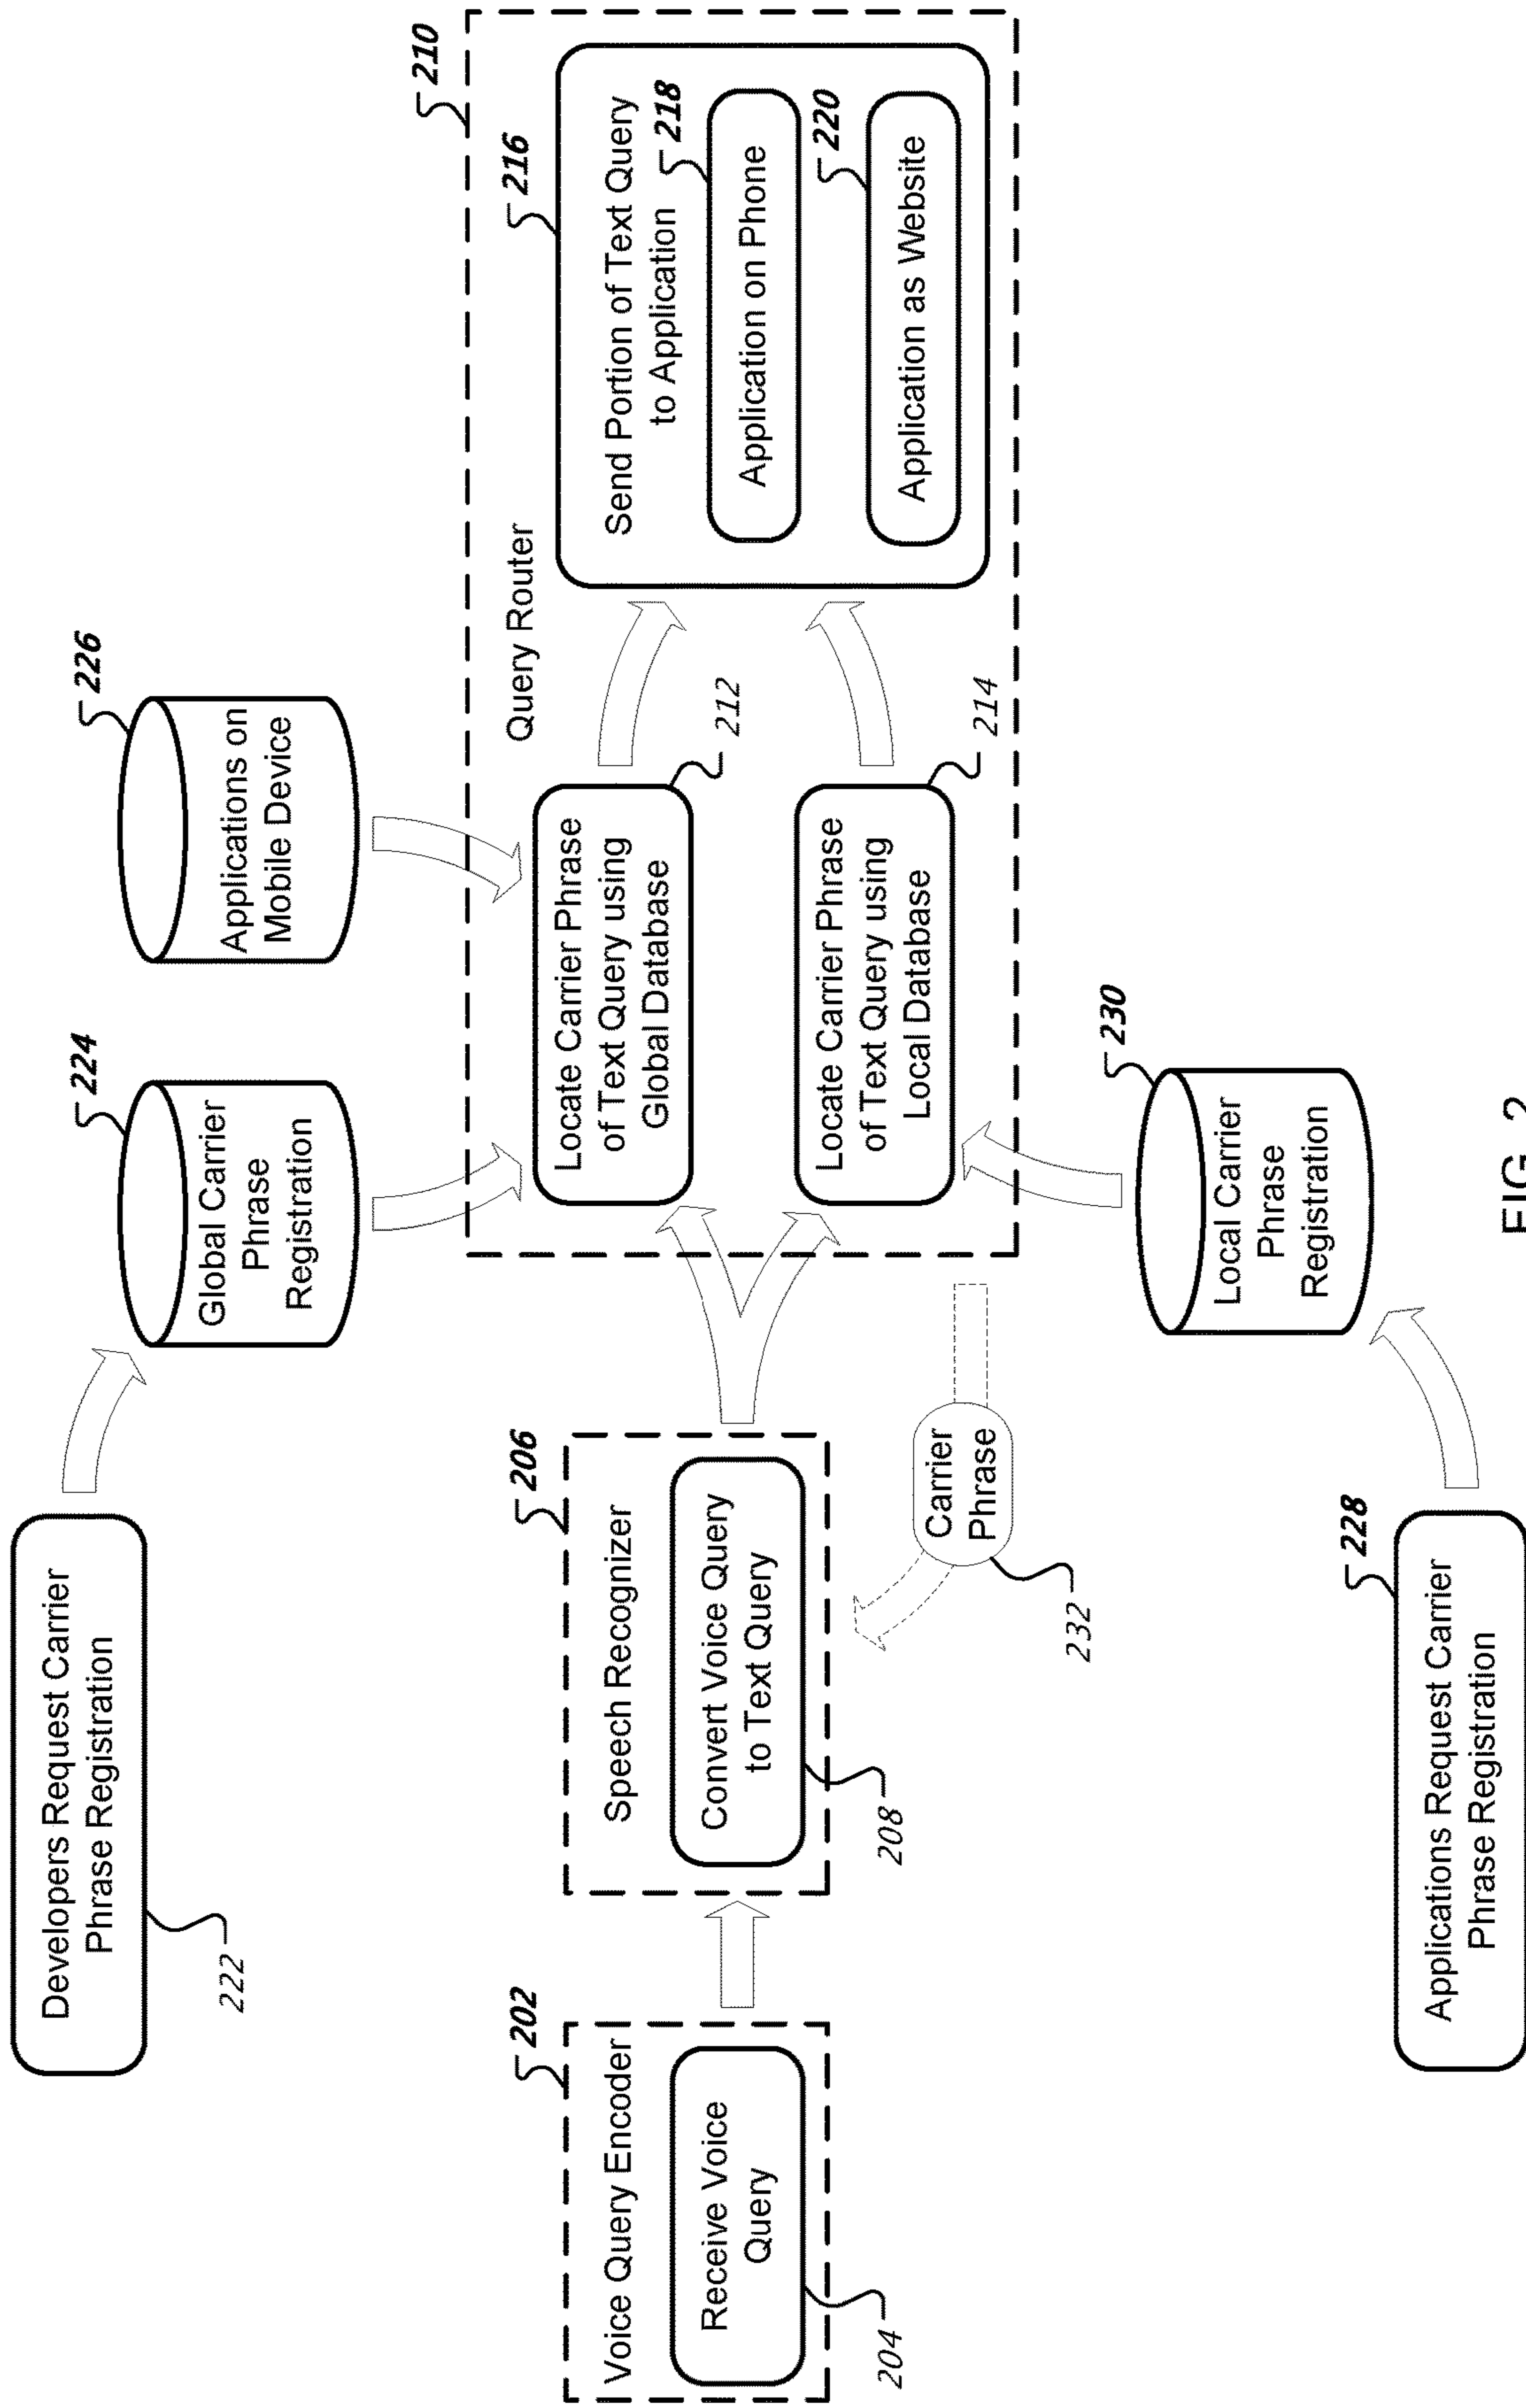 Developers Request Carrier
Phrase Registration
222
224
Global Carrier
Phrase
Registration
226
Applications on
Mobile Device
202
Voice Query Encoder
Receive Voice
Query
204
206
Speech Recognizer
Convert Voice Query
to Text Query
208
Carrier
Phrase
232
210
Query Router
Locate Carrier Phrase
of Text Query using
Global Database
212
Locate Carrier Phrase
of Text Query using
Local Database
214
216
Send Portion of Text Query
to Application
218
Application on Phone
220
Application as Website
228
Applications Request Carrier
Phrase Registration
230
Local Carrier
Phrase
Registration
FIG. 2